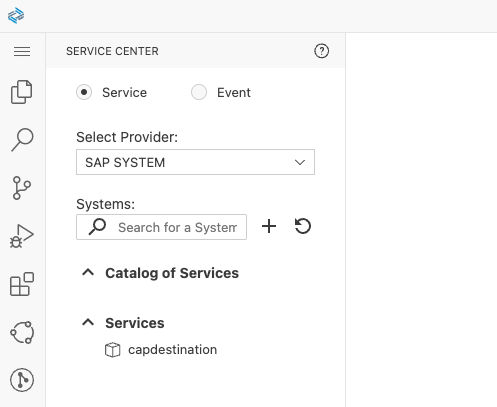 SERVICE CENTER
Service Event
Select Provider:
SAP SYSTEM
Systems:
Search for a System
Catalog of Services
Services
capdestination